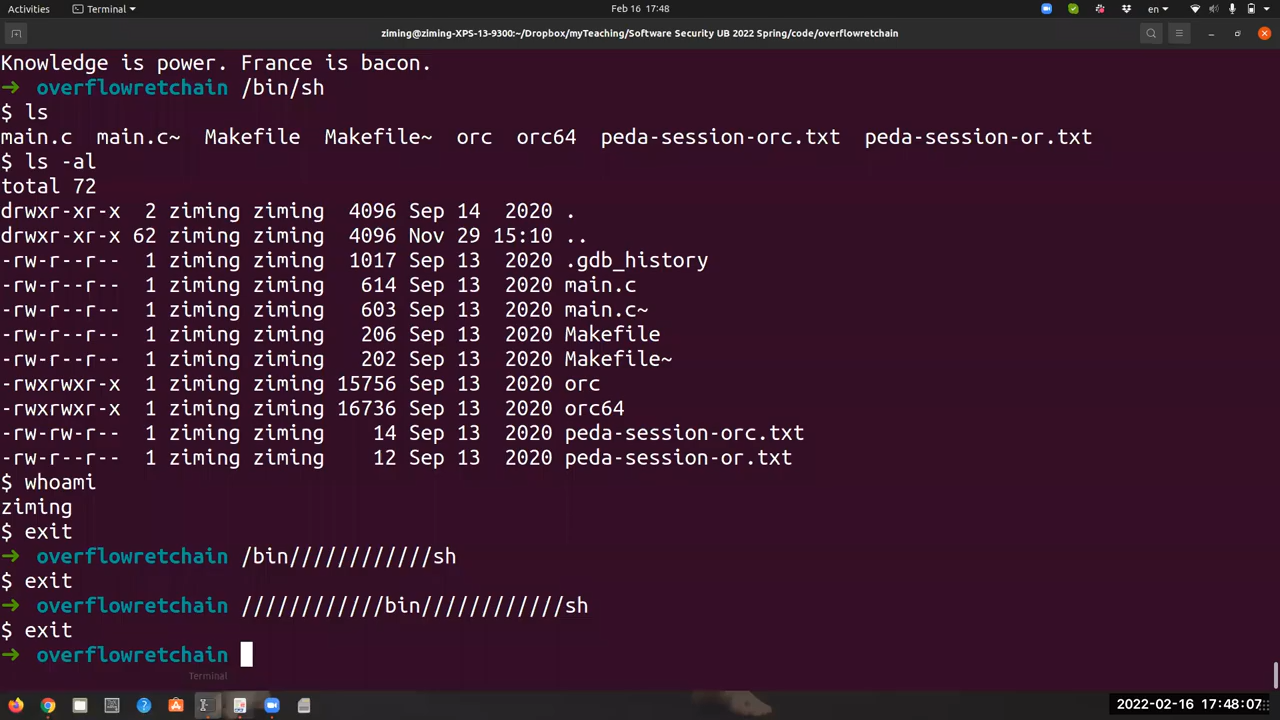 Activities
Terminal
Feb 16 17:48
en
ziming@ziming-XPS-13-9300:~/Dropbox/myTeaching/Software Security UB 2022 Spring/code/overflowretchain
Knowledge is power. France is bacon.
➜ overflowretchain /bin/sh
$ ls
main.c main.c~ Makefile Makefile~ orc orc64 peda-session-orc.txt peda-session-or.txt
$ ls -al
total 72
drwxr-xr-x 2 ziming ziming 4096 Sep 14 2020 .
drwxr-xr-x 62 ziming ziming 4096 Nov 29 15:10 ..
-rw-r--r-- 1 ziming ziming 1017 Sep 13 2020 .gdb_history
-rw-r--r-- 1 ziming ziming 614 Sep 13 2020 main.c
-rw-r--r-- 1 ziming ziming 603 Sep 13 2020 main.c~
-rw-r--r-- 1 ziming ziming 206 Sep 13 2020 Makefile
-rw-r--r-- 1 ziming ziming 202 Sep 13 2020 Makefile~
-rwxrwxr-x 1 ziming ziming 15756 Sep 13 2020 orc
-rwxrwxr-x 1 ziming ziming 16736 Sep 13 2020 orc64
-rw-rw-r-- 1 ziming ziming 14 Sep 13 2020 peda-session-orc.txt
-rw-r--r-- 1 ziming ziming 12 Sep 13 2020 peda-session-or.txt
$ whoami
ziming
$ exit
➜ overflowretchain /bin////////////sh
$ exit
➜ overflowretchain ////////////bin////////////sh
$ exit
➜ overflowretchain
Terminal
2022-02-16 17:48:07